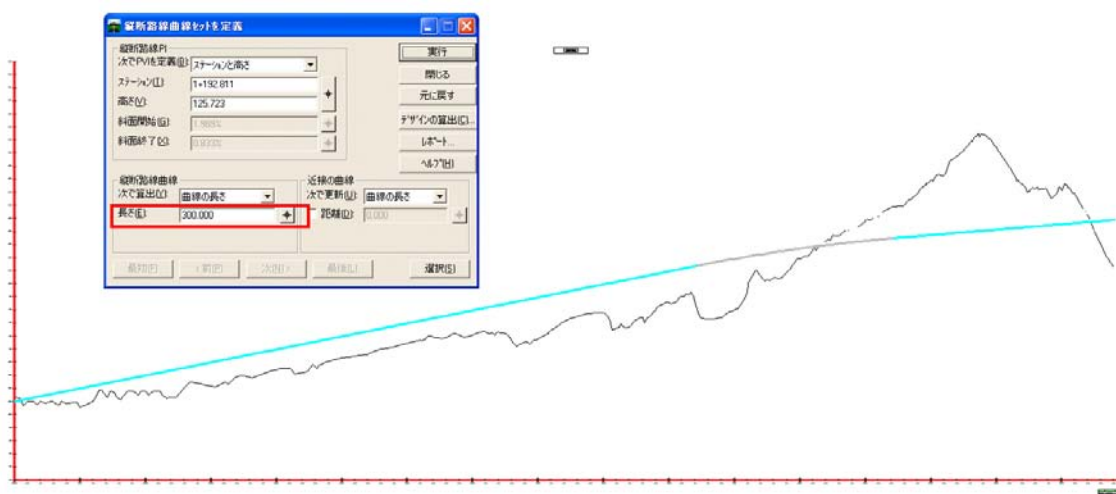 縦断路線曲線セットを定義
縦断路線PI
次でPVIを定義(D): ステーションと高さ
ステーション(T): 1+192.811
高さ(V): 125.723
斜面開始(G): 1.989%
斜面終了(X): 0.833%
実行
閉じる
元に戻す
デザインの算出(C)...
レポート...
ヘルプ(H)
縦断路線曲線
次で算出(Y): 曲線の長さ
長さ(E): 300.000
近接の曲線
次で更新(U): 曲線の長さ
距離(D): 0.000
最初(F)
< 前(P)
次(N) >
最後(L)
選択(S)